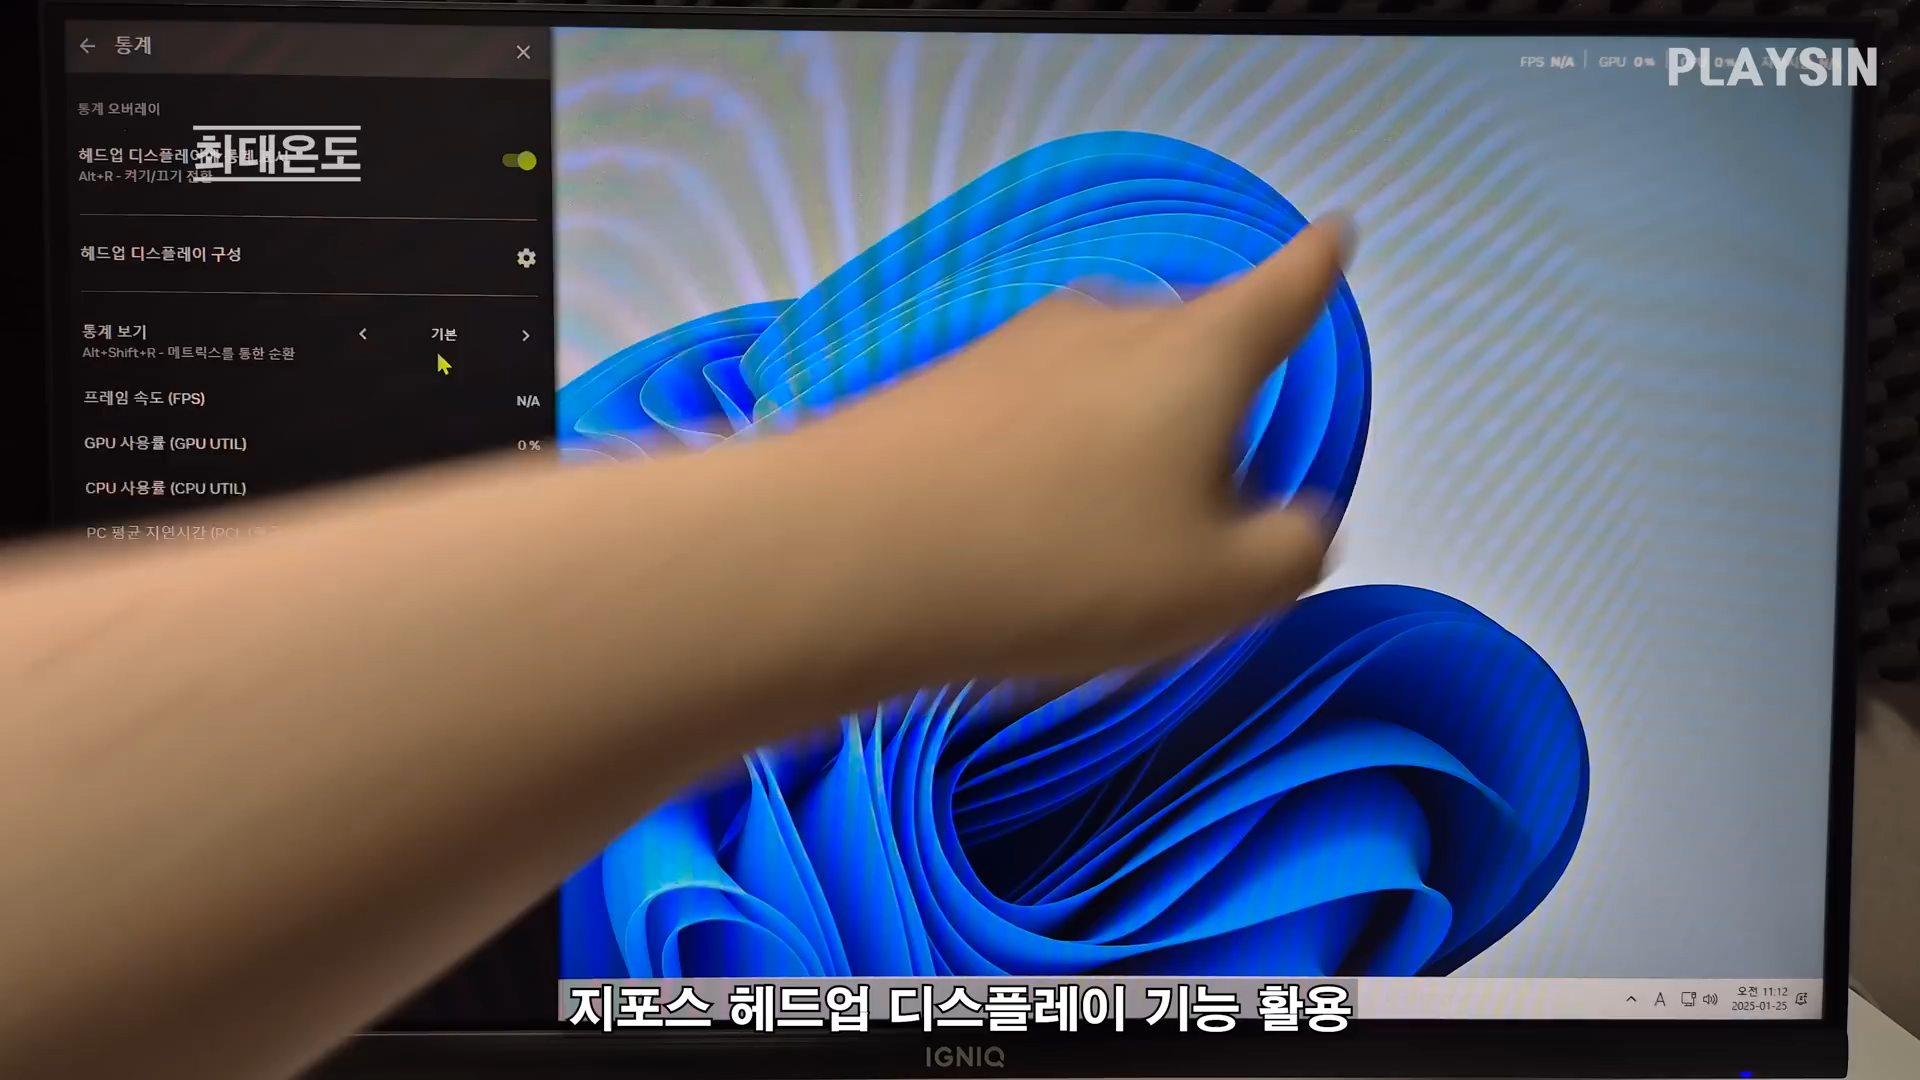 통계
통계 오버레이
최대온도
헤드업 디스플레이
Alt+R - 켜기/끄기 전환
헤드업 디스플레이 구성
통계 보기
기본
Alt+Shift+R - 메트릭스를 통한 순환
프레임 속도 (FPS)
N/A
GPU 사용률 (GPU UTIL)
0 %
CPU 사용률 (CPU UTIL)
PC 평균 지연시간
FPS N/A
GPU 0 %
0 %
PLAYSIN
A
오전 11:12
2025-01-25
지포스 헤드업 디스플레이 기능 활용
IGNIQ